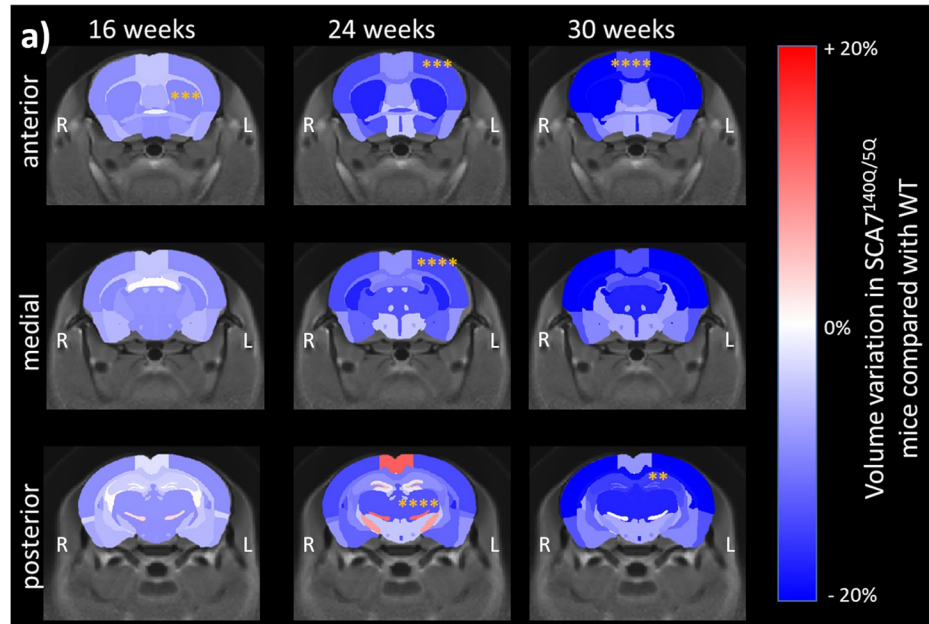 a)
16 weeks
24 weeks
30 weeks
anterior
R
***
L
R
***
L
R
****
L
medial
R
L
R
****
L
R
L
posterior
R
L
R
****
L
R
**
L
+ 20%
0%
- 20%
Volume variation in SCA7¹⁴⁰Q/⁵Q
mice compared with WT